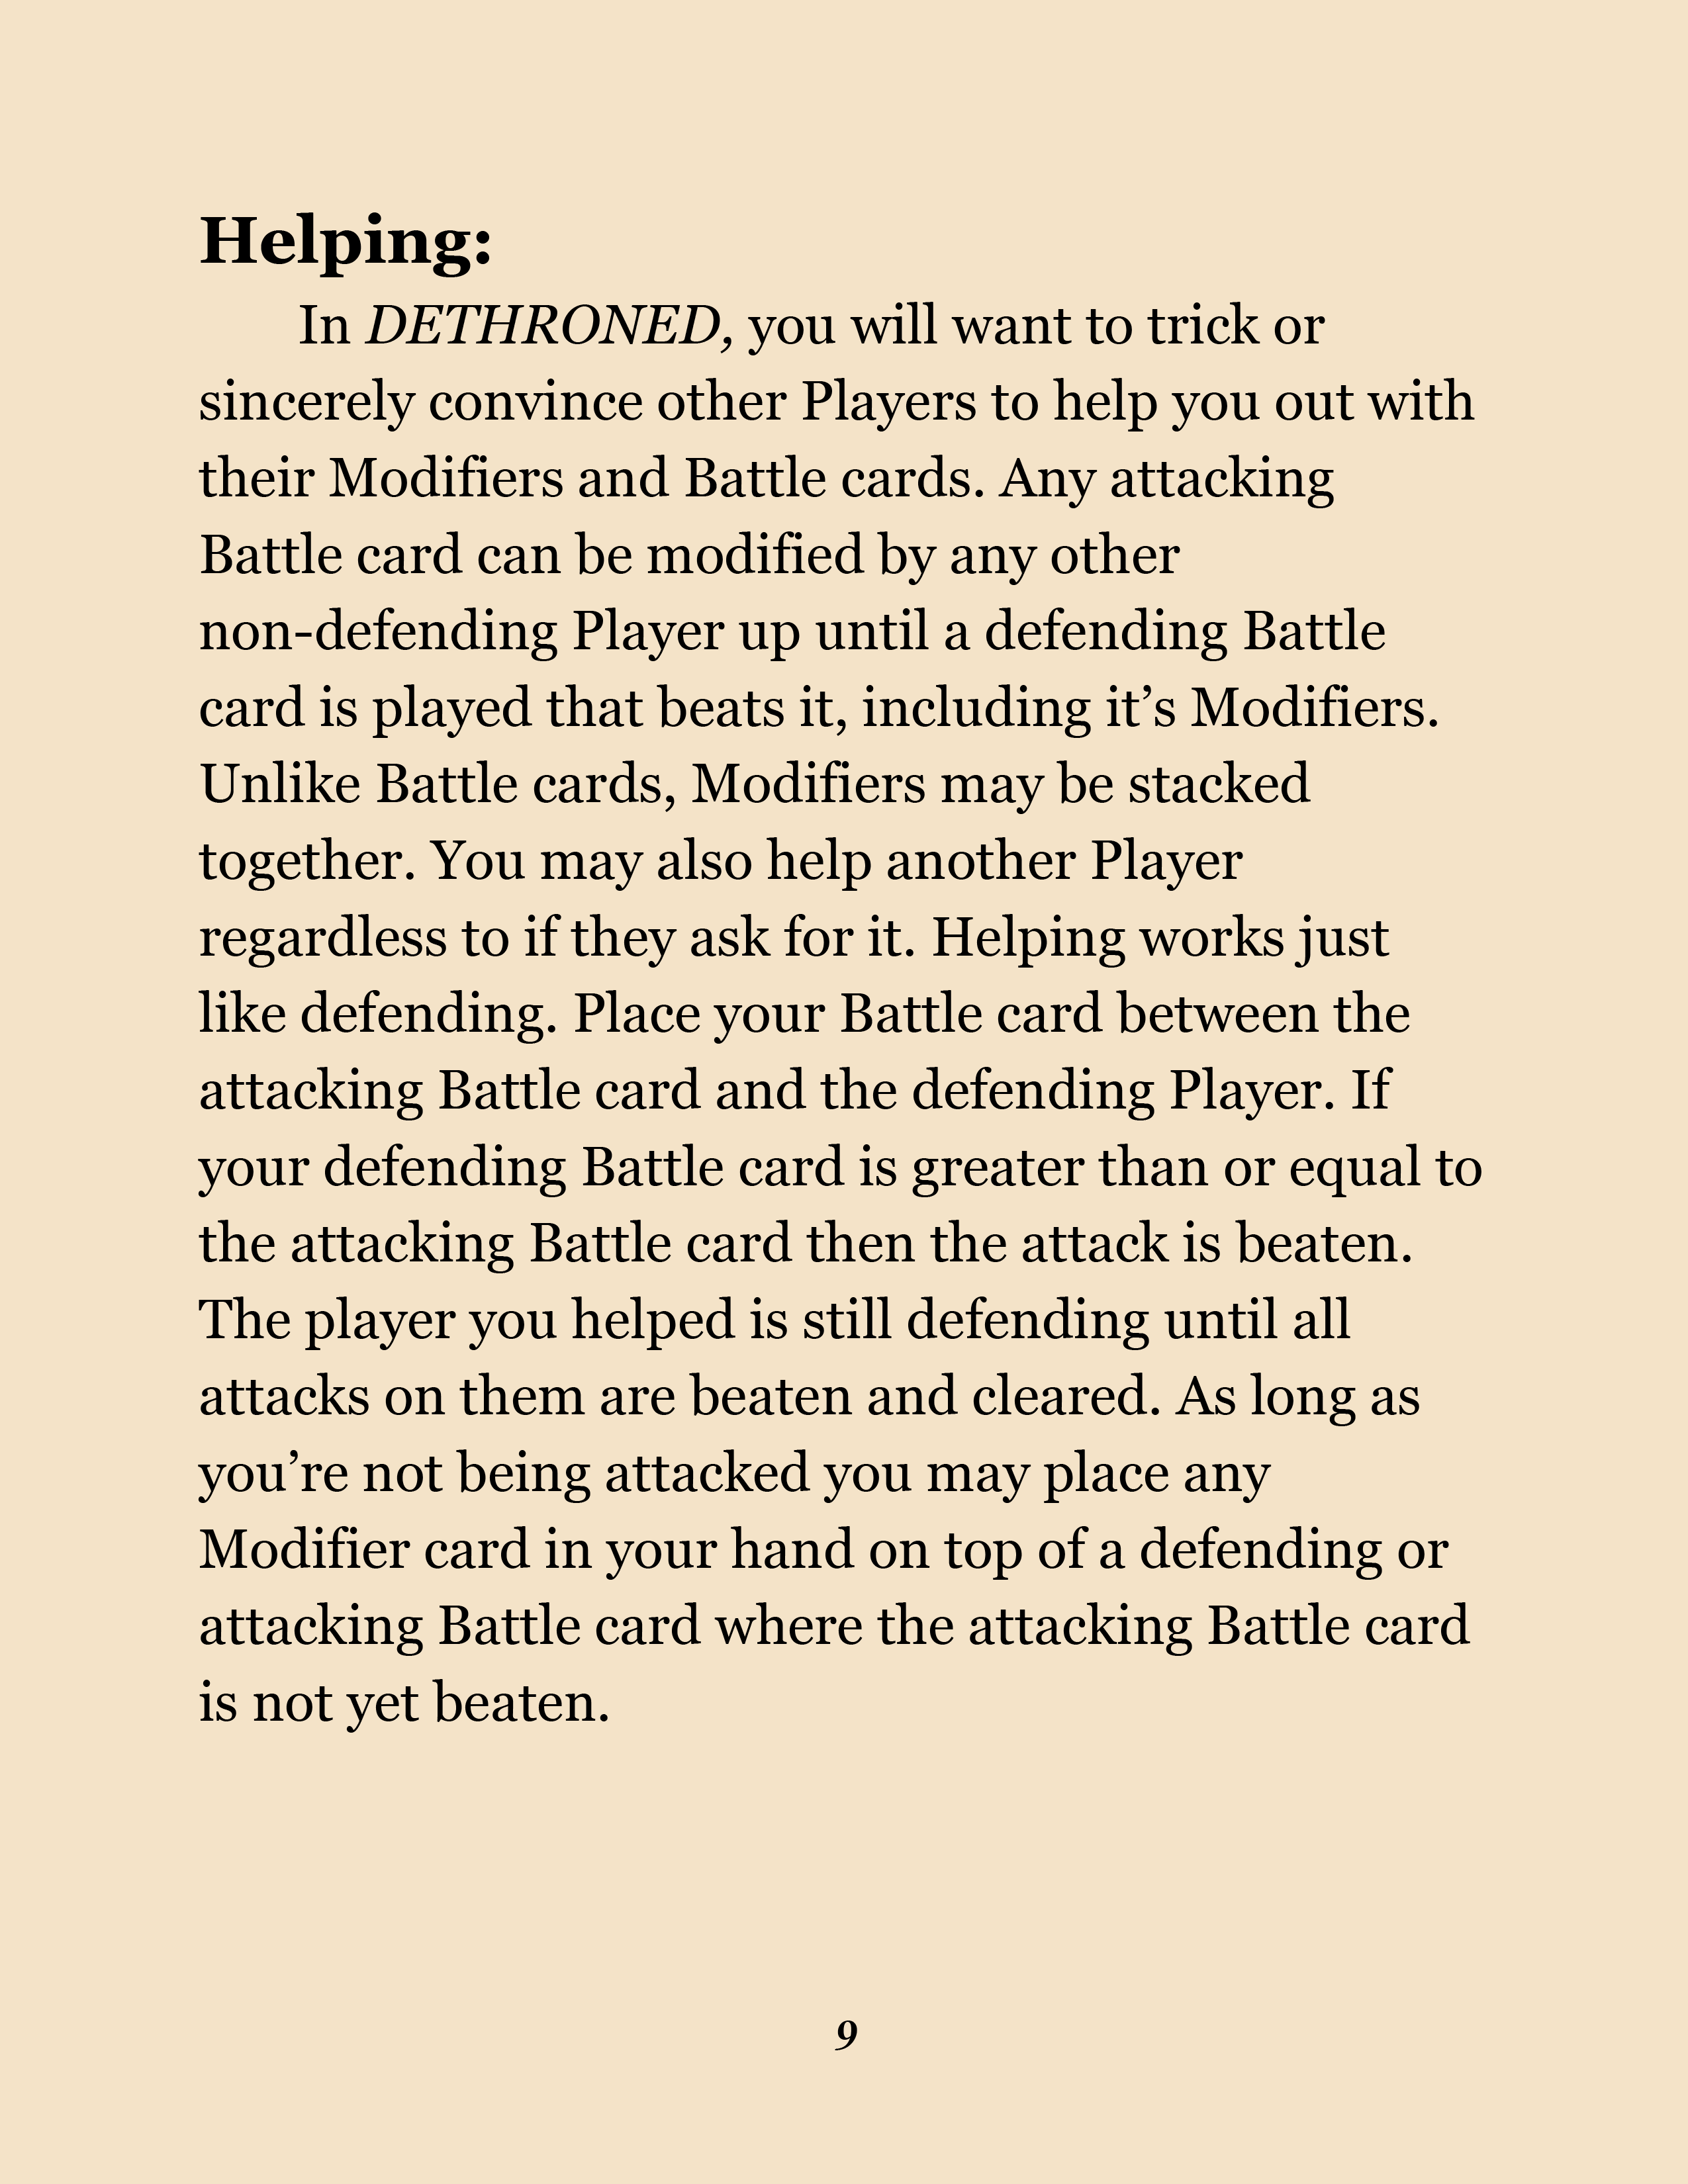 Helping:
In DETHRONED, you will want to trick or
sincerely convince other Players to help you out with
their Modifiers and Battle cards. Any attacking
Battle card can be modified by any other
non-defending Player up until a defending Battle
card is played that beats it, including it’s Modifiers.
Unlike Battle cards, Modifiers may be stacked
together. You may also help another Player
regardless to if they ask for it. Helping works just
like defending. Place your Battle card between the
attacking Battle card and the defending Player. If
your defending Battle card is greater than or equal to
the attacking Battle card then the attack is beaten.
The player you helped is still defending until all
attacks on them are beaten and cleared. As long as
you’re not being attacked you may place any
Modifier card in your hand on top of a defending or
attacking Battle card where the attacking Battle card
is not yet beaten.
9